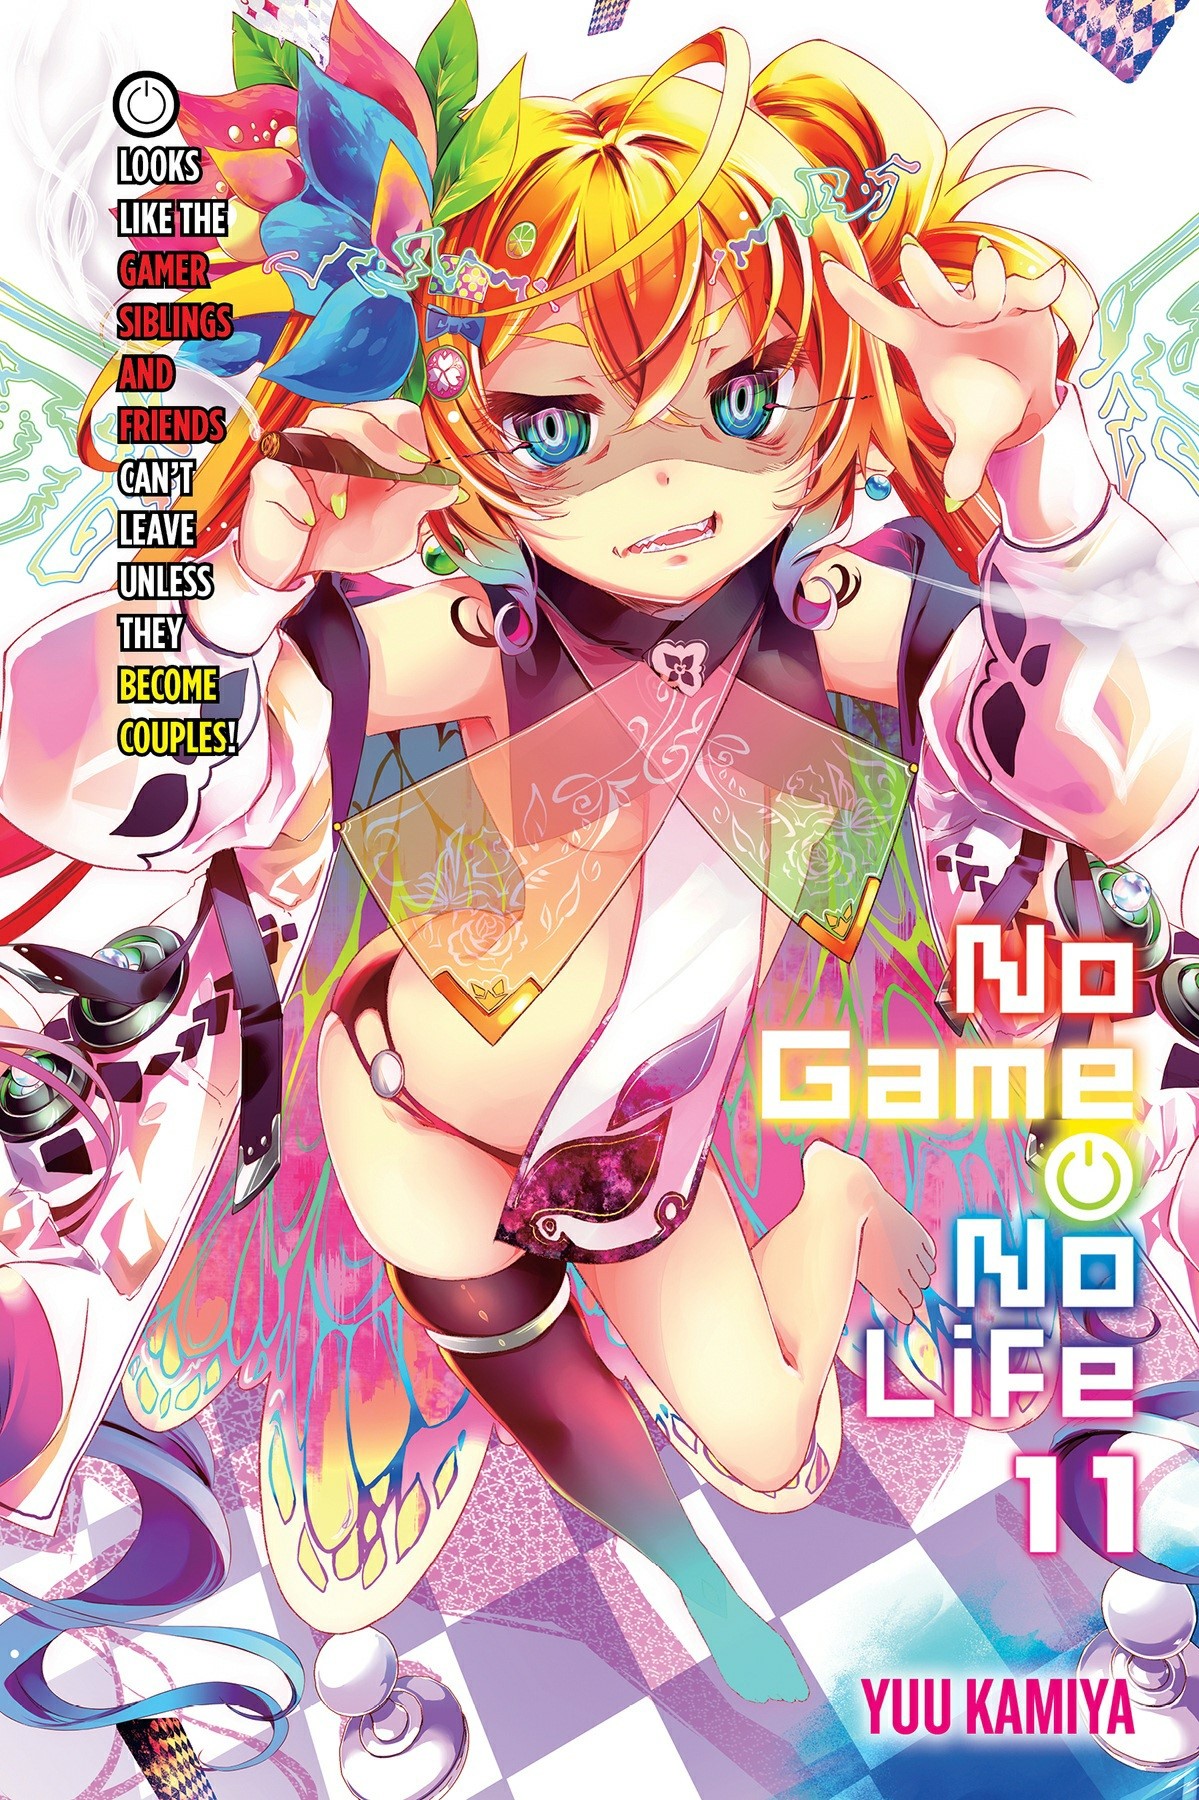 LOOKS
LIKE THE
GAMER
SIBLINGS
AND
FRIENDS
CAN'T
LEAVE
UNLESS
THEY
BECOME
COUPLES!
No
Game
No
Life
11
YUU KAMIYA